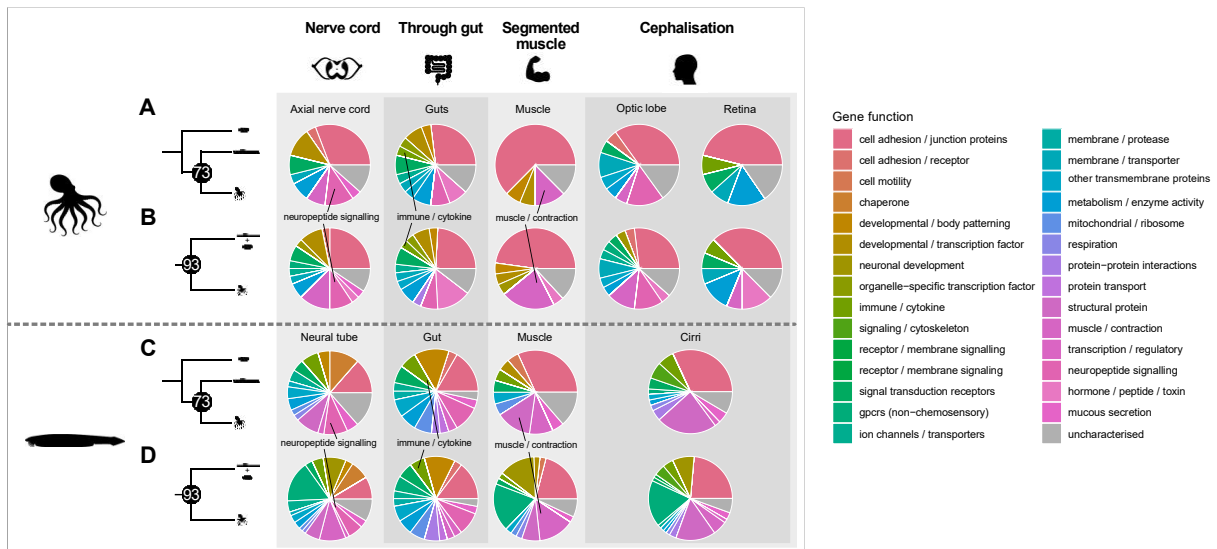 Nerve cord
Through gut
Segmented
muscle
Cephalisation
A
Axial nerve cord
Guts
Muscle
Optic lobe
Retina
73
neuropeptide signalling
immune / cytokine
muscle / contraction
B
+
93
C
Neural tube
Gut
Muscle
Cirri
73
neuropeptide signalling
immune / cytokine
muscle / contraction
D
+
93
Gene function
cell adhesion / junction proteins
cell adhesion / receptor
cell motility
chaperone
developmental / body patterning
developmental / transcription factor
neuronal development
organelle−specific transcription factor
immune / cytokine
signaling / cytoskeleton
receptor / membrane signalling
receptor / membrane signaling
signal transduction receptors
gpcrs (non−chemosensory)
ion channels / transporters
membrane / protease
membrane / transporter
other transmembrane proteins
metabolism / enzyme activity
mitochondrial / ribosome
respiration
protein−protein interactions
protein transport
structural protein
muscle / contraction
transcription / regulatory
neuropeptide signalling
hormone / peptide / toxin
mucous secretion
uncharacterised